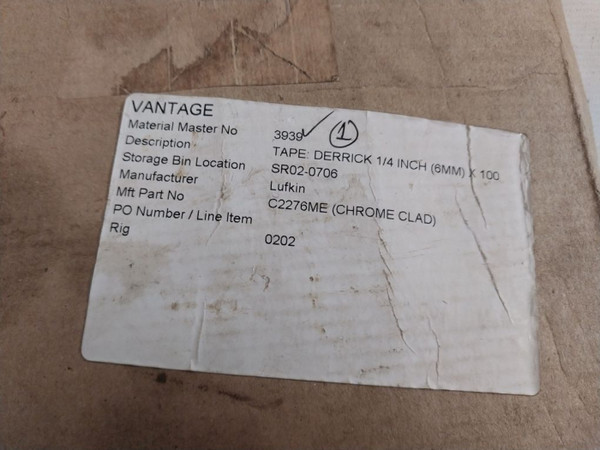 VANTAGE
Material Master No 3939 1
Description TAPE: DERRICK 1/4 INCH (6MM) X 100
Storage Bin Location SR02-0706
Manufacturer Lufkin
Mft Part No C2276ME (CHROME CLAD)
PO Number / Line Item
Rig 0202